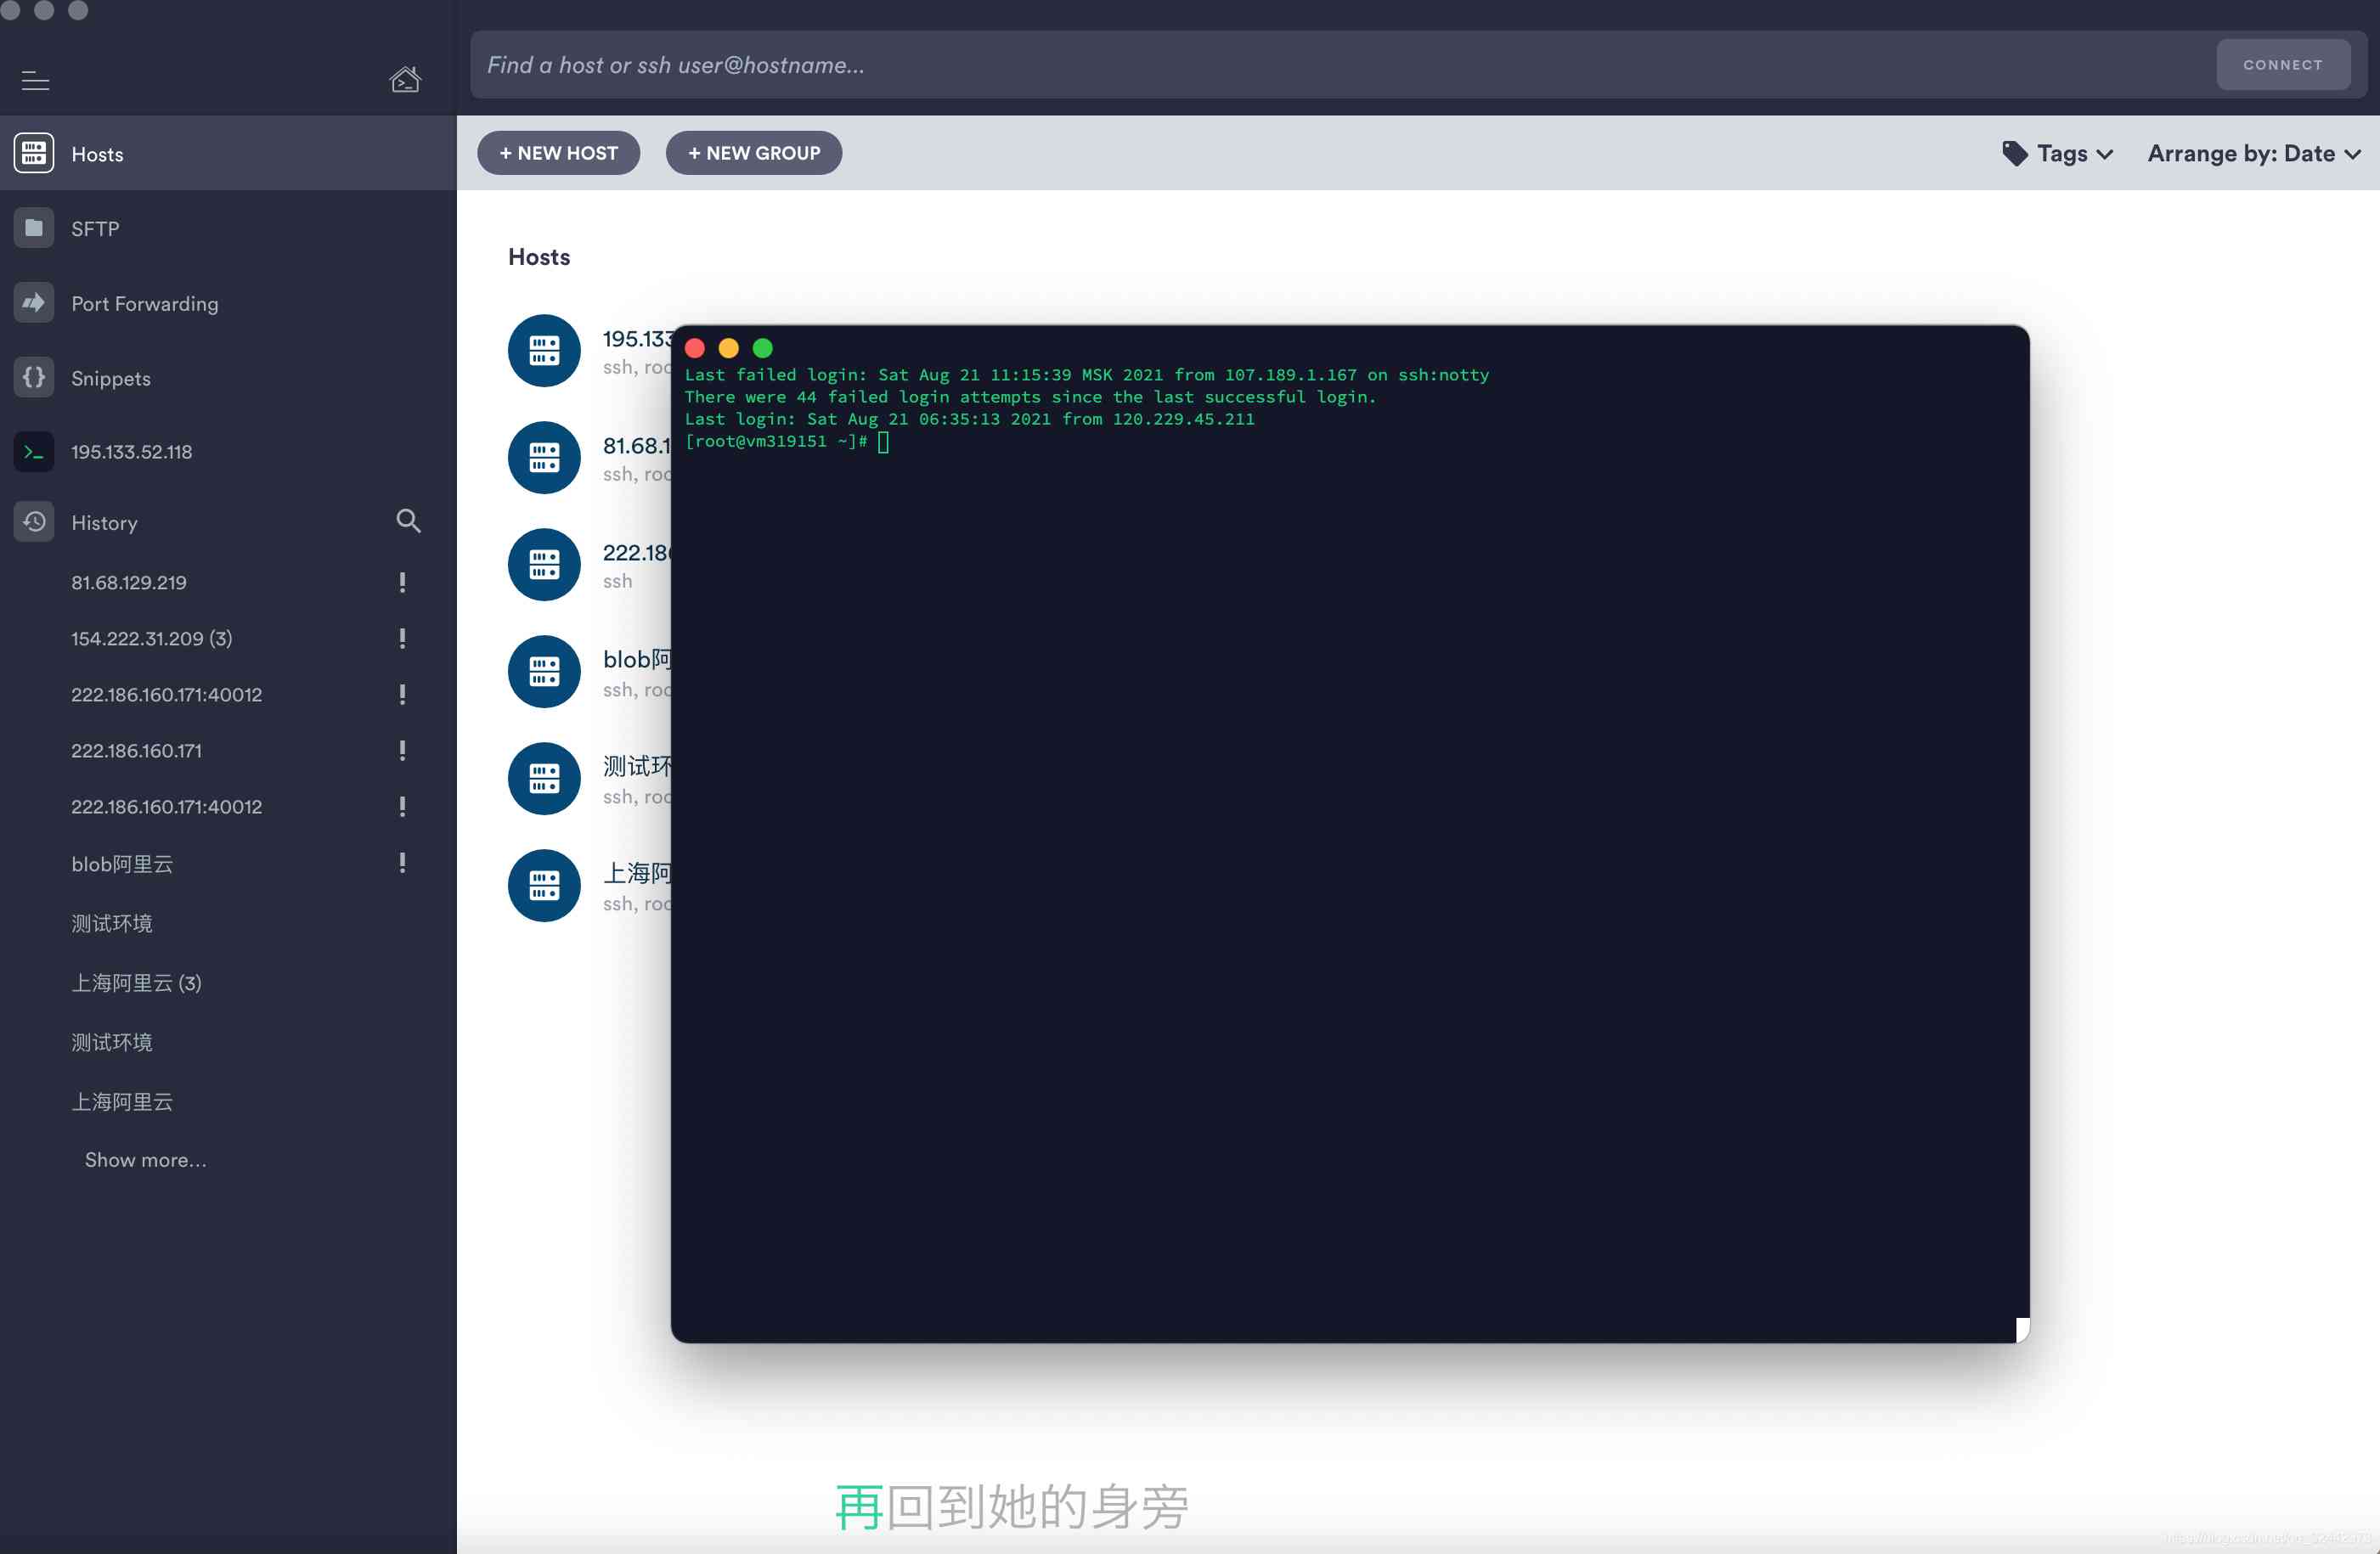 Find a host or ssh user@hostname...
CONNECT
Hosts
+ NEW HOST
+ NEW GROUP
Tags
Arrange by: Date
SFTP
Port Forwarding
Snippets
195.133.52.118
History
81.68.129.219
154.222.31.209 (3)
222.186.160.171:40012
222.186.160.171
222.186.160.171:40012
blob阿里云
测试环境
上海阿里云 (3)
测试环境
上海阿里云
Show more...
Hosts
195.133
ssh, roo
81.68.1
ssh, roo
222.186
ssh
blob阿
ssh, roo
测试环
ssh, roo
上海阿
ssh, roo
Last failed login: Sat Aug 21 11:15:39 MSK 2021 from 107.189.1.167 on ssh:notty
There were 44 failed login attempts since the last successful login.
Last login: Sat Aug 21 06:35:13 2021 from 120.229.45.211
[root@vm319151 ~]#
再回到她的身旁